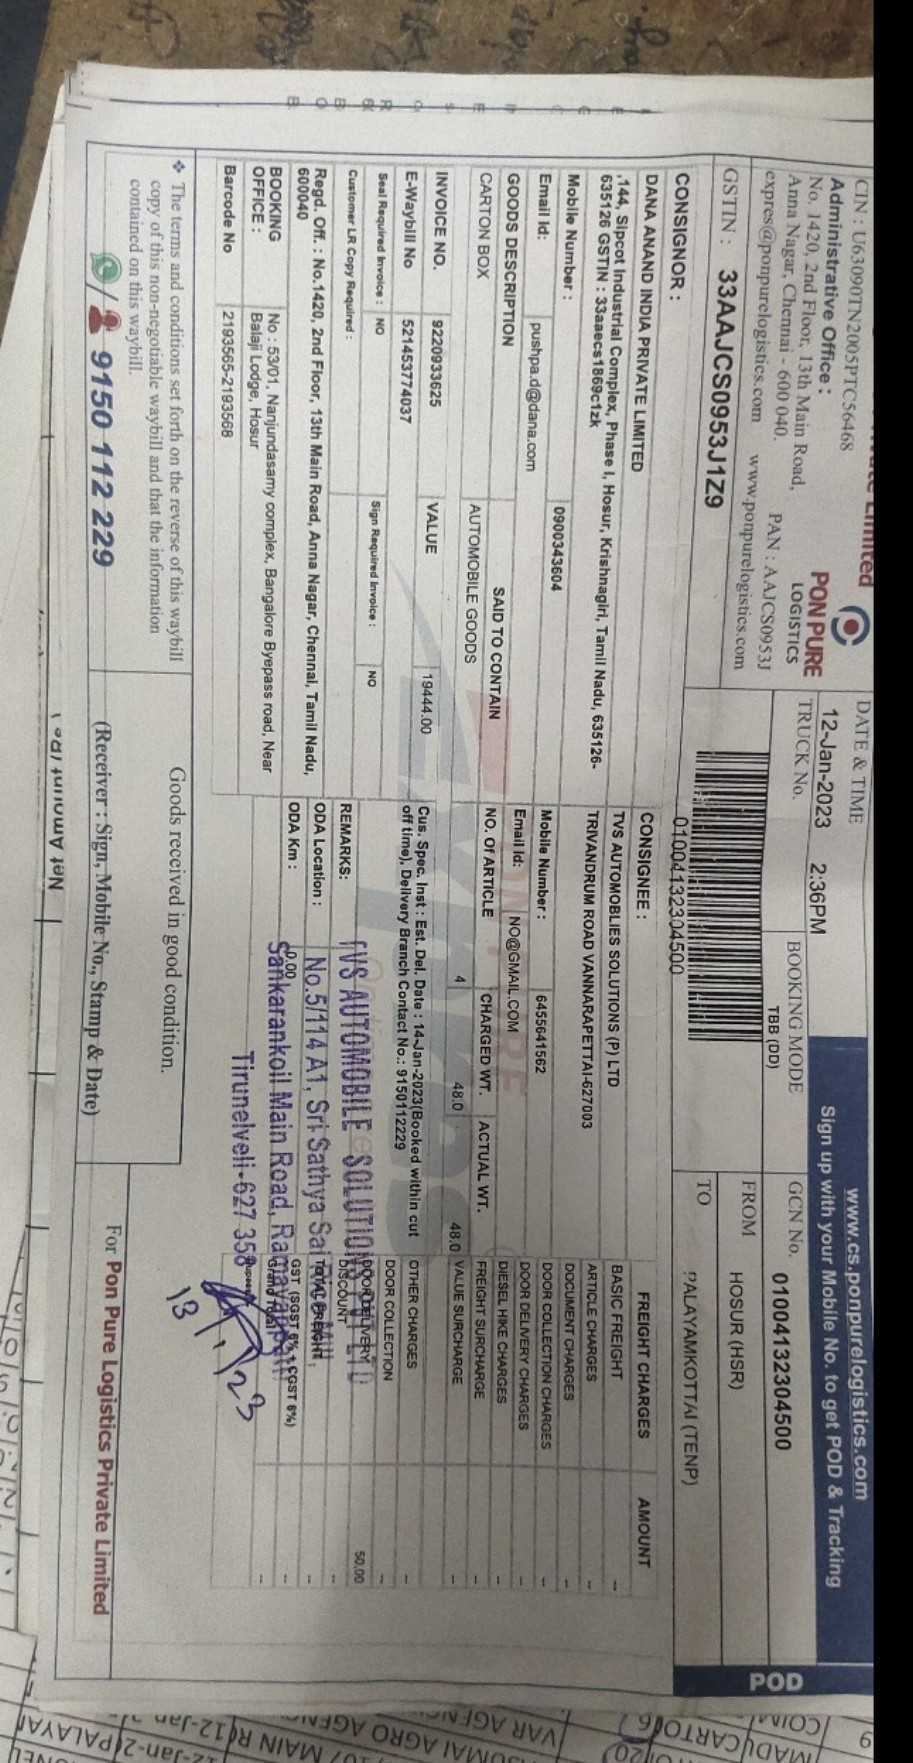 Limited
CIN : U63090TN2005PTC56468
Administrative Office :
No. 1420, 2nd Floor, 13th Main Road,
Anna Nagar, Chennai - 600 040.
PAN : AAJCS0953J
expres@ponpurelogistics.com www.ponpurelogistics.com
GSTIN : 33AAJCS0953J1Z9
PON PURE
LOGISTICS
DATE & TIME
12-Jan-2023 2:36PM
TRUCK No.
BOOKING MODE
TBB (DD)
www.cs.ponpurelogistics.com
Sign up with your Mobile No. to get POD & Tracking
GCN No. 01004132304500
FROM HOSUR (HSR)
TO PALAYAMKOTTAI (TENP)
POD
01004132304500
CONSIGNOR :
DANA ANAND INDIA PRIVATE LIMITED
,144, Sipcot Industrial Complex, Phase I, Hosur, Krishnagiri, Tamil Nadu, 635126-
635126 GSTIN : 33aaecs1869c1zk
Mobile Number : 0900343604
Email Id: pushpa.d@dana.com
GOODS DESCRIPTION SAID TO CONTAIN
CARTON BOX AUTOMOBILE GOODS
INVOICE NO. 9220933625 VALUE 19444.00
E-Waybill No 521453774037
Seal Required Invoice : NO Sign Required Invoice : NO
Customer LR Copy Required :
Regd. Off. : No.1420, 2nd Floor, 13th Main Road, Anna Nagar, Chennai, Tamil Nadu,
600040
BOOKING OFFICE : No : 53/01, Nanjundasamy complex, Bangalore Byepass road, Near
Balaji Lodge, Hosur
Barcode No 2193565-2193568
CONSIGNEE :
TVS AUTOMOBLIES SOLUTIONS (P) LTD
TRIVANDRUM ROAD VANNARAPETTAI-627003
Mobile Number : 6455641562
Email Id: NO@GMAIL.COM
NO. Of ARTICLE 4 CHARGED WT. 48.0 ACTUAL WT. 48.0
Cus. Spec. Inst : Est. Del. Date : 14-Jan-2023(Booked within cut
off time), Delivery Branch Contact No.: 9150112229
REMARKS:
ODA Location :
ODA Km : 0.00
TVS AUTOMOBILE SOLUTIONS
No.5/114 A1, Sri Sathya Sai
Sankarankoil Main Road,
Tirunelveli-627 358
FREIGHT CHARGES AMOUNT
BASIC FREIGHT --
ARTICLE CHARGES --
DOCUMENT CHARGES --
DOOR COLLECTION CHARGES --
DOOR DELIVERY CHARGES --
DIESEL HIKE CHARGES --
FREIGHT SURCHARGE --
VALUE SURCHARGE --
OTHER CHARGES --
DOOR COLLECTION --
DOOR DELIVERY 50.00
DISCOUNT --
TOTAL FREIGHT --
GST (SGST 6% + CGST 6%) --
Grand Total --
❖ The terms and conditions set forth on the reverse of this waybill
copy of this non-negotiable waybill and that the information
contained on this waybill.
9150 112 229
Goods received in good condition.
(Receiver : Sign, Mobile No., Stamp & Date)
For Pon Pure Logistics Private Limited